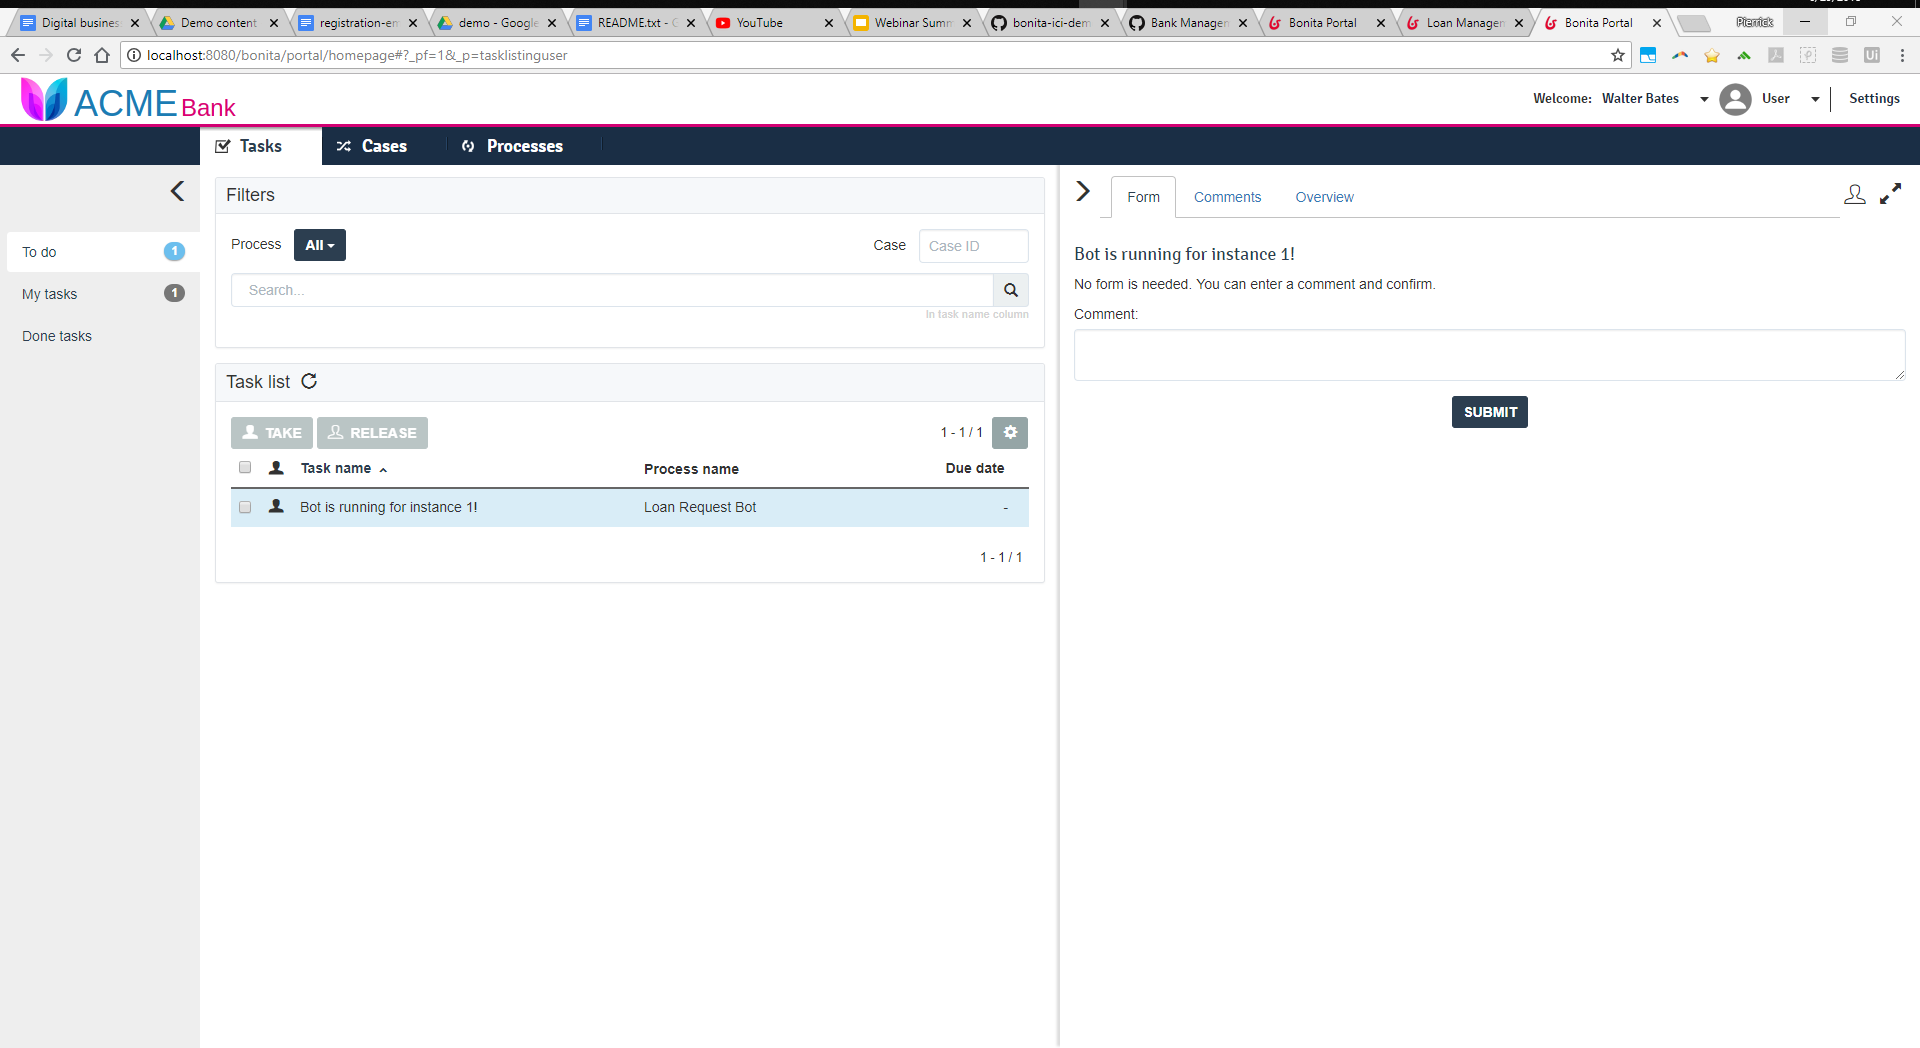 Digital busines
Demo content
registration-em
demo - Google
README.txt - G
YouTube
Webinar Summ
bonita-ici-dem
Bank Managem
Bonita Portal
Loan Managem
Bonita Portal
Pierrick
localhost:8080/bonita/portal/homepage#?_pf=1&_p=tasklistinguser
ACME Bank
Welcome: Walter Bates
User
Settings
Tasks
Cases
Processes
To do 1
My tasks 1
Done tasks
Filters
Process All
Case Case ID
Search...
In task name column
Task list
TAKE RELEASE 1 - 1 / 1
Task name Process name Due date
Bot is running for instance 1! Loan Request Bot -
1 - 1 / 1
Form Comments Overview
Bot is running for instance 1!
No form is needed. You can enter a comment and confirm.
Comment:
SUBMIT